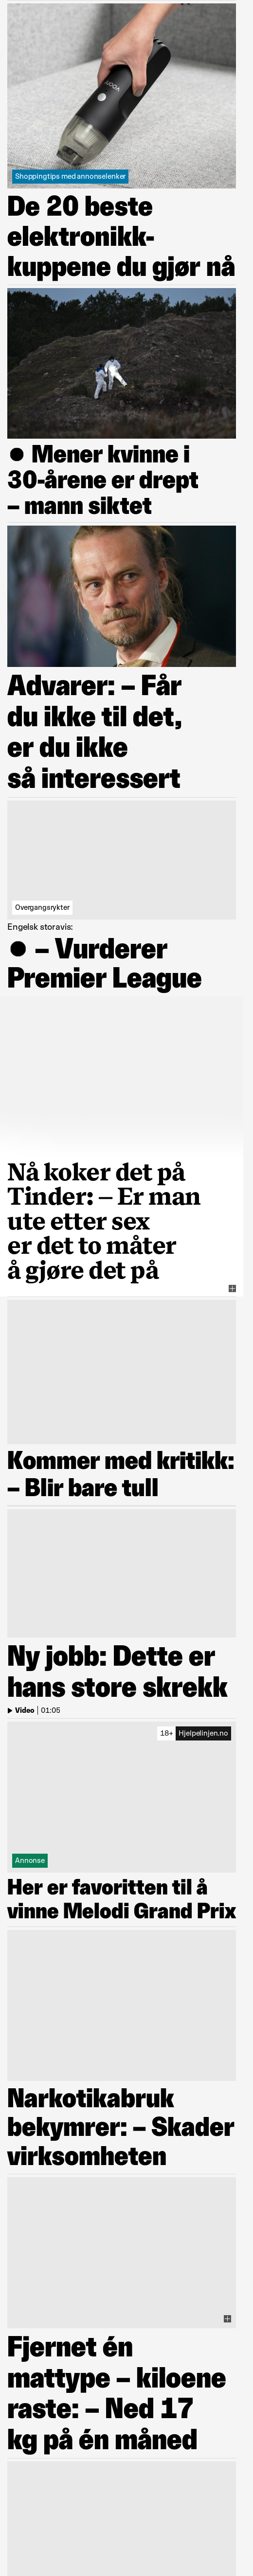 VOOM
Shoppingtips med annonselenker
De 20 beste
elektronikk-
kuppene du gjør nå
● Mener kvinne i
30-årene er drept
– mann siktet
Advarer: – Får
du ikke til det,
er du ikke
så interessert
Overgangsrykter
Engelsk storavis:
● – Vurderer
Premier League
Nå koker det på
Tinder: – Er man
ute etter sex
er det to måter
å gjøre det på
Kommer med kritikk:
– Blir bare tull
Ny jobb: Dette er
hans store skrekk
Video | 01:05
18+ Hjelpelinjen.no
Annonse
Her er favoritten til å
vinne Melodi Grand Prix
Narkotikabruk
bekymrer: – Skader
virksomheten
Fjernet én
mattype – kiloene
raste: – Ned 17
kg på én måned